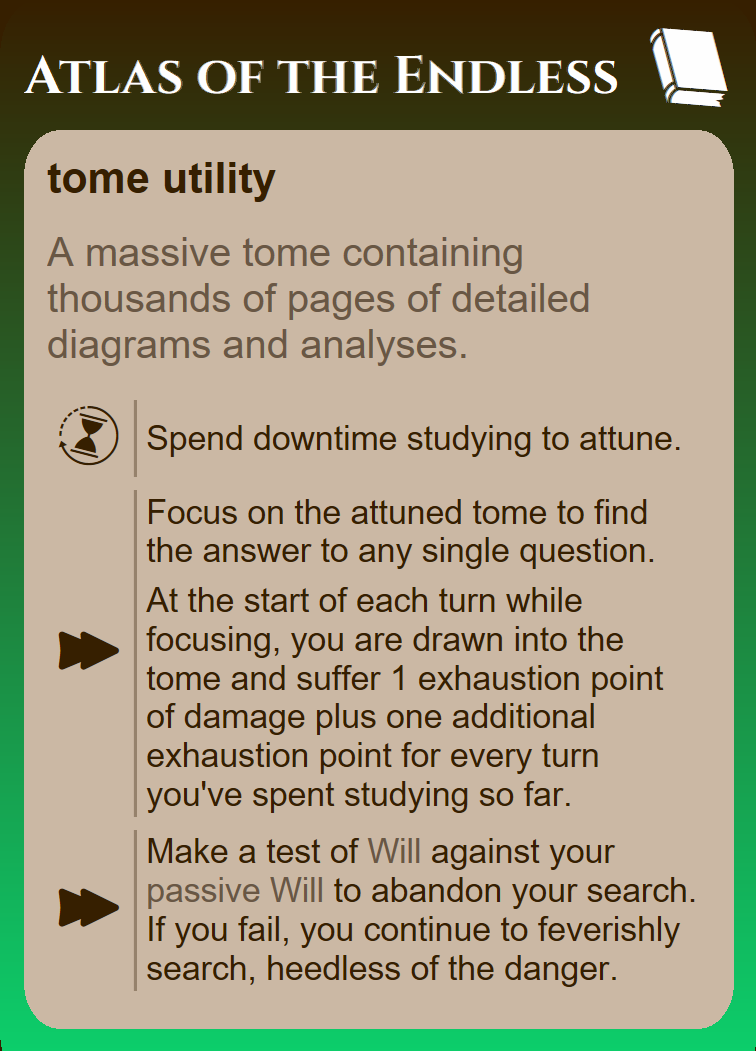 Atlas of the Endless
tome utility
A massive tome containing
thousands of pages of detailed
diagrams and analyses.
Spend downtime studying to attune.
Focus on the attuned tome to find
the answer to any single question.
At the start of each turn while
focusing, you are drawn into the
tome and suffer 1 exhaustion point
of damage plus one additional
exhaustion point for every turn
you've spent studying so far.
Make a test of Will against your
passive Will to abandon your search.
If you fail, you continue to feverishly
search, heedless of the danger.